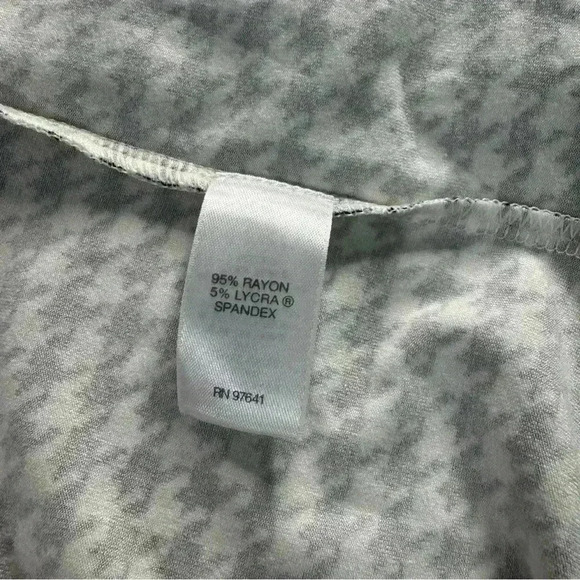 95% RAYON
5% LYCRA ®
SPANDEX
RN 97641